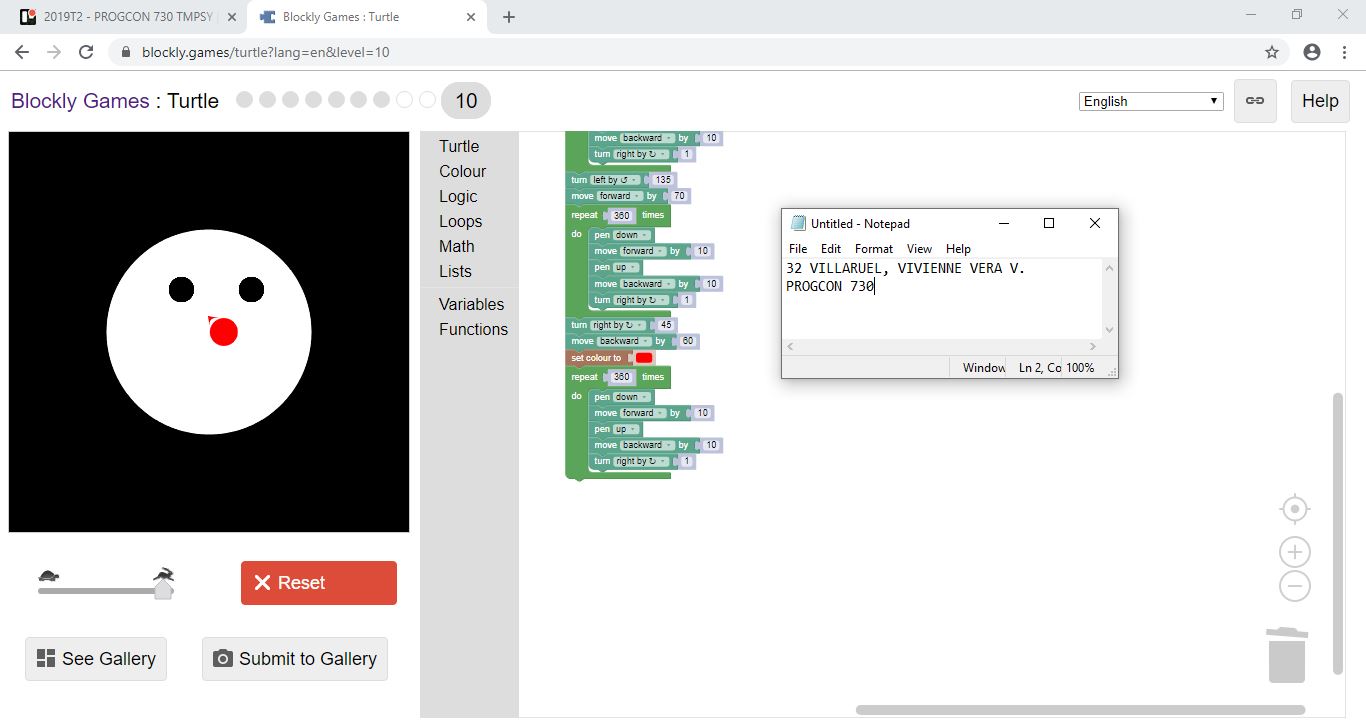 2019T2 - PROGCON 730 TMPSY
Blockly Games : Turtle
blockly.games/turtle?lang=en&level=10
Blockly Games : Turtle
10
English
Help
Turtle
Colour
Logic
Loops
Math
Lists
Variables
Functions
move backward by 10
turn right by ↻ 1
turn left by ↺ 135
move forward by 70
repeat 360 times
do pen down
move forward by 10
pen up
move backward by 10
turn right by ↻ 1
turn right by ↻ 45
move backward by 60
set colour to
repeat 360 times
do pen down
move forward by 10
pen up
move backward by 10
turn right by ↻ 1
Untitled - Notepad
File Edit Format View Help
32 VILLARUEL, VIVIENNE VERA V.
PROGCON 730
Window Ln 2, Co 100%
Reset
See Gallery
Submit to Gallery